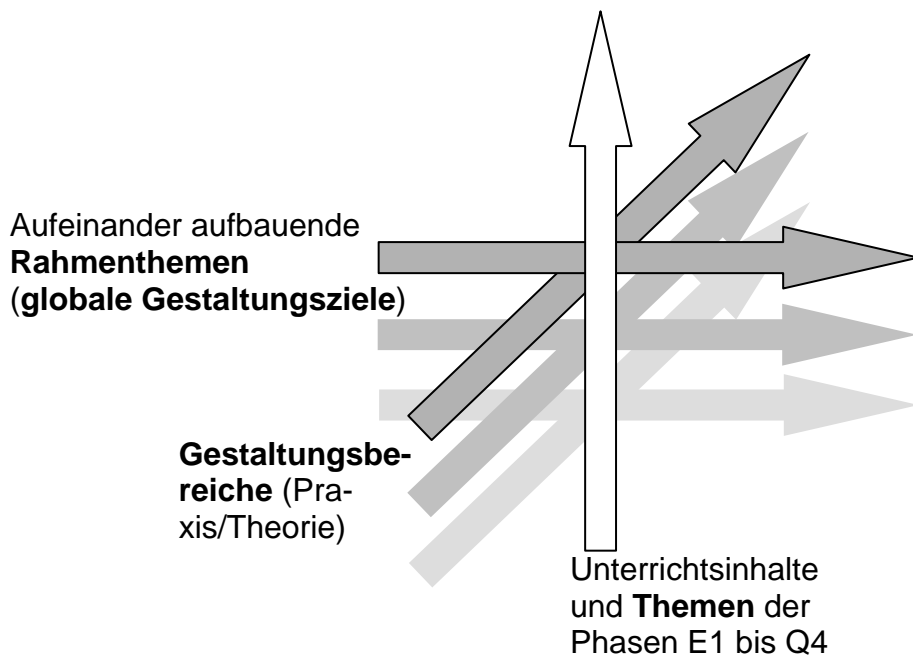 Aufeinander aufbauende
Rahmenthemen
(globale Gestaltungsziele)
Gestaltungsbe-
reiche (Pra-
xis/Theorie)
Unterrichtsinhalte
und Themen der
Phasen E1 bis Q4